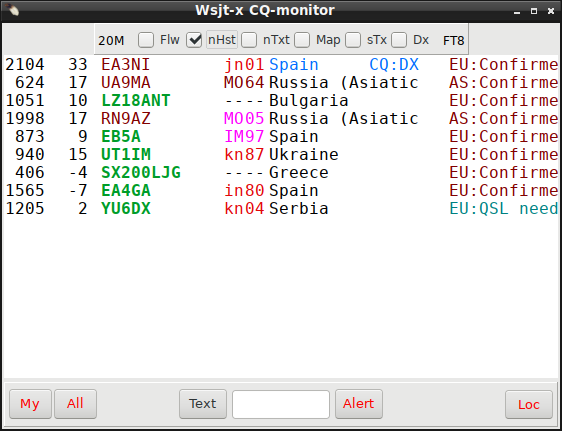 Wsjt-x CQ-monitor
20M Flw nHst nTxt Map sTx Dx FT8
2104 33 EA3NI jn01 Spain CQ:DX EU:Confirme
624 17 UA9MA MO64 Russia (Asiatic AS:Confirme
1051 10 LZ18ANT ---- Bulgaria EU:Confirme
1998 17 RN9AZ MO05 Russia (Asiatic AS:Confirme
873 9 EB5A IM97 Spain EU:Confirme
940 15 UT1IM kn87 Ukraine EU:Confirme
406 -4 SX200LJG ---- Greece EU:Confirme
1565 -7 EA4GA in80 Spain EU:Confirme
1205 2 YU6DX kn04 Serbia EU:QSL need
My All Text Alert Loc